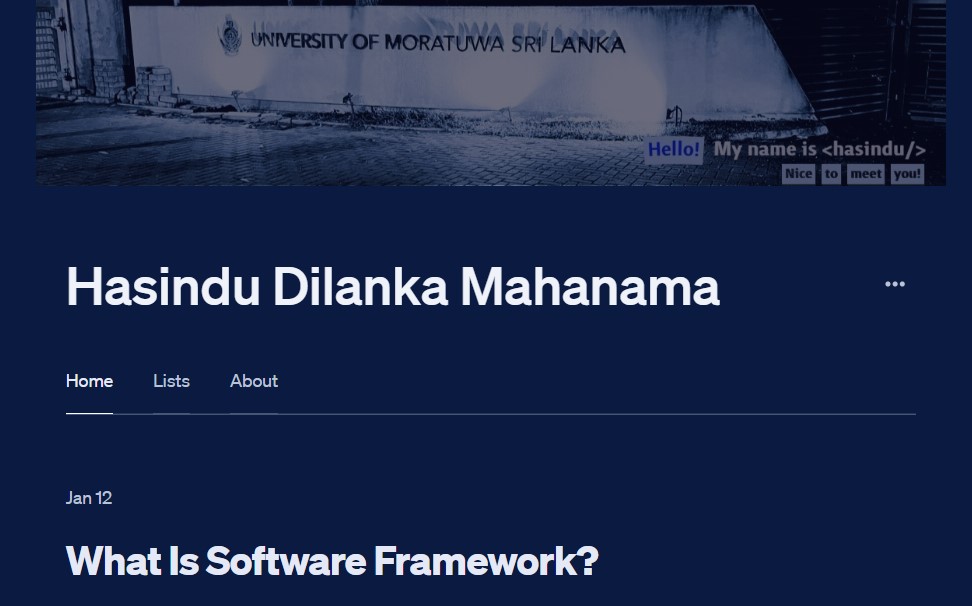 UNIVERSITY OF MORATUWA SRI LANKA
Hello! My name is <hasindu/>
Nice to meet you!
Hasindu Dilanka Mahanama
Home Lists About
Jan 12
What Is Software Framework?